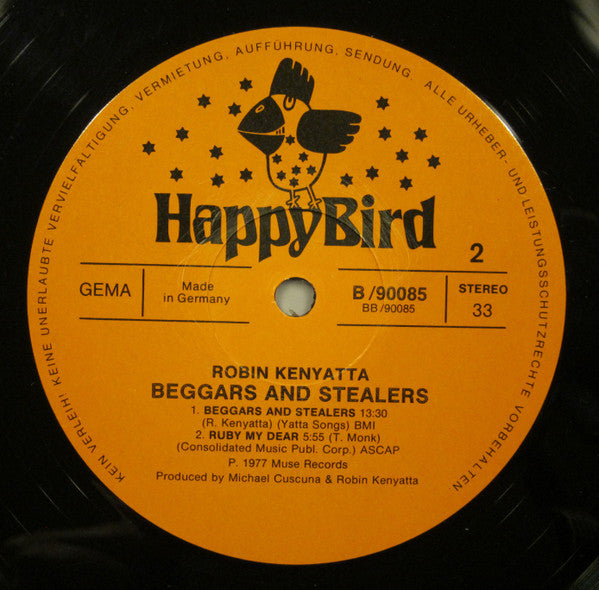 KEIN VERLEIH! KEINE UNERLAUBTE VERVIELFÄLTIGUNG, VERMIETUNG, AUFFÜHRUNG, SENDUNG. ALLE URHEBER- UND LEISTUNGSSCHUTZRECHTE VORBEHALTEN
HappyBird
2
GEMA
Made
in Germany
B/90085
BB/90085
STEREO
33
ROBIN KENYATTA
BEGGARS AND STEALERS
1. BEGGARS AND STEALERS 13:30
(R. Kenyatta) (Yatta Songs) BMI
2. RUBY MY DEAR 5:55 (T. Monk)
(Consolidated Music Publ. Corp.) ASCAP
P. 1977 Muse Records
Produced by Michael Cuscuna & Robin Kenyatta